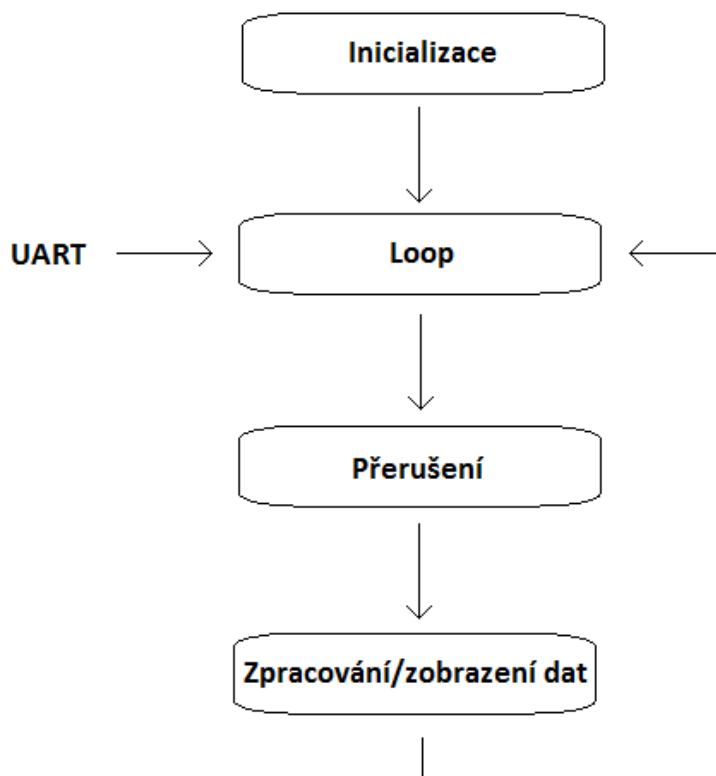 Inicializace
UART
Loop
Přerušení
Zpracování/zobrazení dat